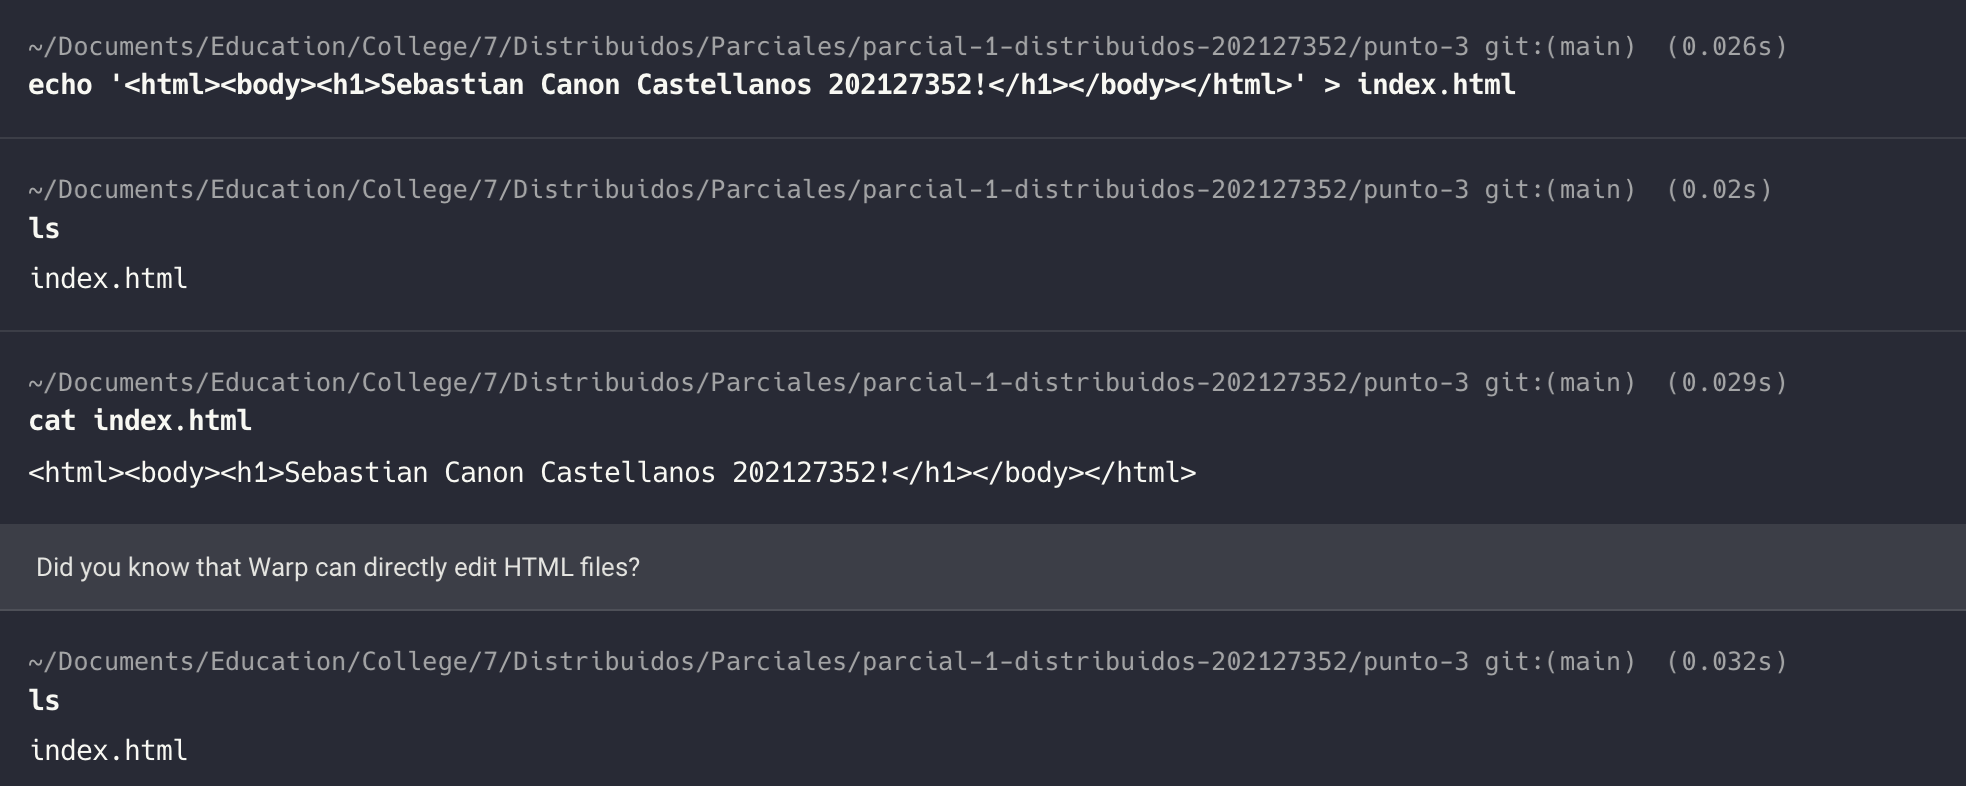 ~/Documents/Education/College/7/Distribuidos/Parciales/parcial-1-distribuidos-202127352/punto-3 git:(main)  (0.026s)
echo '<html><body><h1>Sebastian Canon Castellanos 202127352!</h1></body></html>' > index.html
~/Documents/Education/College/7/Distribuidos/Parciales/parcial-1-distribuidos-202127352/punto-3 git:(main)  (0.02s)
ls
index.html
~/Documents/Education/College/7/Distribuidos/Parciales/parcial-1-distribuidos-202127352/punto-3 git:(main)  (0.029s)
cat index.html
<html><body><h1>Sebastian Canon Castellanos 202127352!</h1></body></html>
Did you know that Warp can directly edit HTML files?
~/Documents/Education/College/7/Distribuidos/Parciales/parcial-1-distribuidos-202127352/punto-3 git:(main)  (0.032s)
ls
index.html